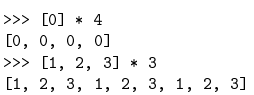 >>> [0] * 4
[0, 0, 0, 0]
>>> [1, 2, 3] * 3
[1, 2, 3, 1, 2, 3, 1, 2, 3]